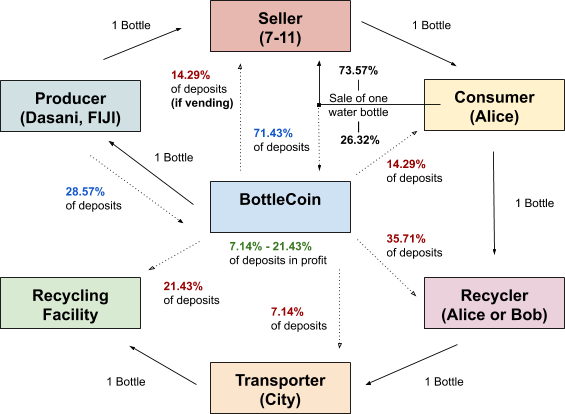 1 Bottle
Seller
(7-11)
1 Bottle
14.29%
of deposits
(if vending)
73.57%
Sale of one
water bottle
26.32%
Producer
(Dasani, FIJI)
Consumer
(Alice)
71.43%
of deposits
1 Bottle
14.29%
of deposits
28.57%
of deposits
BottleCoin
1 Bottle
7.14% - 21.43%
of deposits in profit
35.71%
of deposits
21.43%
of deposits
Recycling
Facility
7.14%
of deposits
Recycler
(Alice or Bob)
1 Bottle
Transporter
(City)
1 Bottle